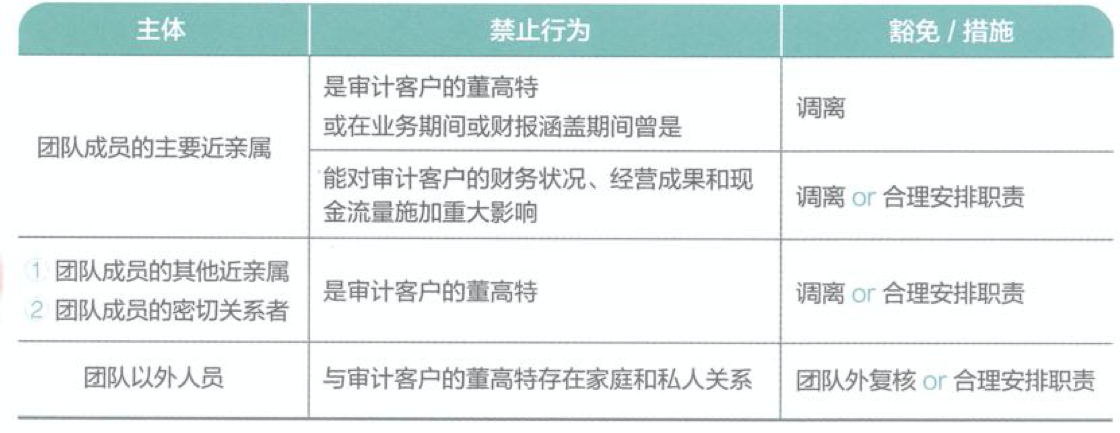 主体
禁止行为
豁免 / 措施
团队成员的主要近亲属
是审计客户的董高特
或在业务期间或财报涵盖期间曾是
调离
能对审计客户的财务状况、经营成果和现
金流量施加重大影响
调离 or 合理安排职责
① 团队成员的其他近亲属
② 团队成员的密切关系者
是审计客户的董高特
调离 or 合理安排职责
团队以外人员
与审计客户的董高特存在家庭和私人关系
团队外复核 or 合理安排职责